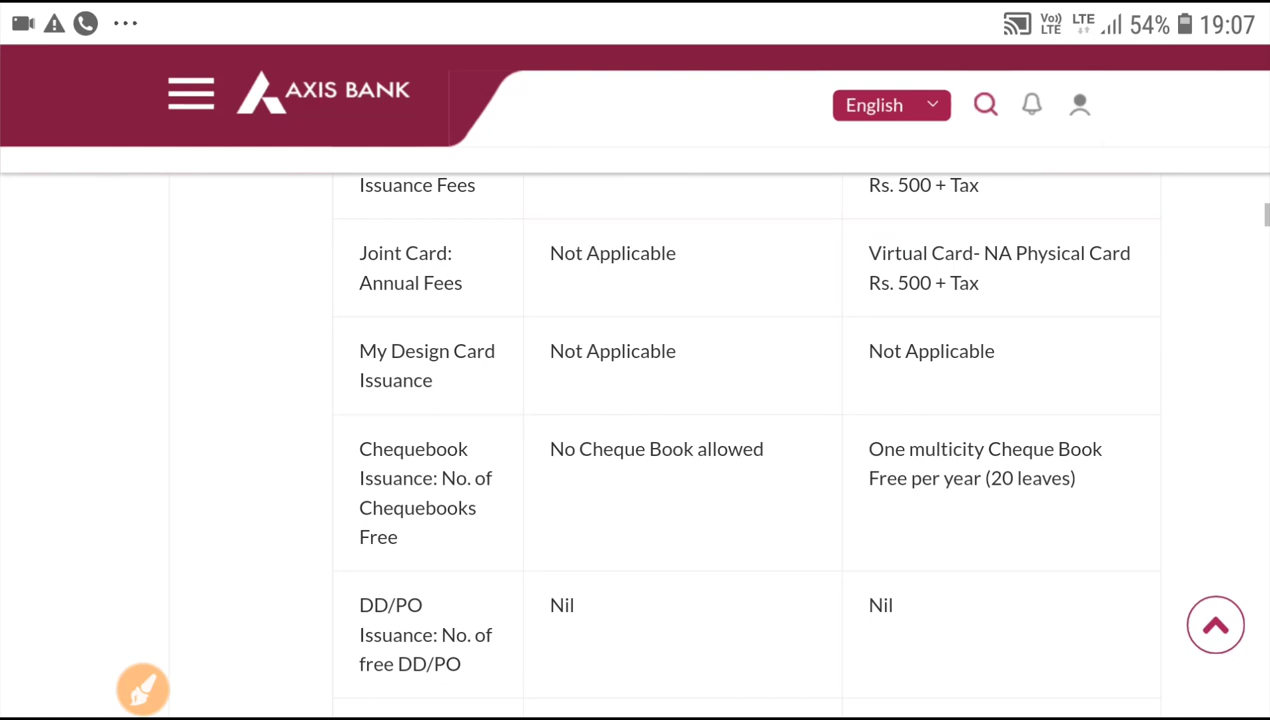 Vo)) LTE LTE 54% 19:07
AXIS BANK
English
Issuance Fees
Rs. 500 + Tax
Joint Card:
Annual Fees
Not Applicable
Virtual Card- NA Physical Card
Rs. 500 + Tax
My Design Card
Issuance
Not Applicable
Not Applicable
Chequebook
Issuance: No. of
Chequebooks
Free
No Cheque Book allowed
One multicity Cheque Book
Free per year (20 leaves)
DD/PO
Issuance: No. of
free DD/PO
Nil
Nil